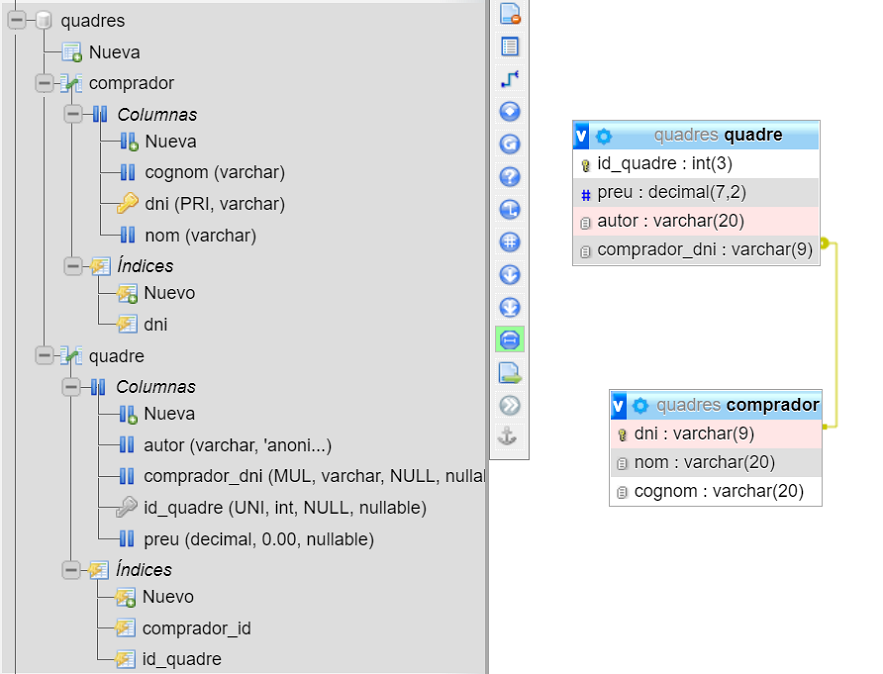 quadres
Nueva
comprador
Columnas
Nueva
cognom (varchar)
dni (PRI, varchar)
nom (varchar)
Índices
Nuevo
dni
quadre
Columnas
Nueva
autor (varchar, 'anoni...)
comprador_dni (MUL, varchar, NULL, nullal
id_quadre (UNI, int, NULL, nullable)
preu (decimal, 0.00, nullable)
Índices
Nuevo
comprador_id
id_quadre
v quadres quadre
id_quadre : int(3)
# preu : decimal(7,2)
autor : varchar(20)
comprador_dni : varchar(9)
v quadres comprador
dni : varchar(9)
nom : varchar(20)
cognom : varchar(20)